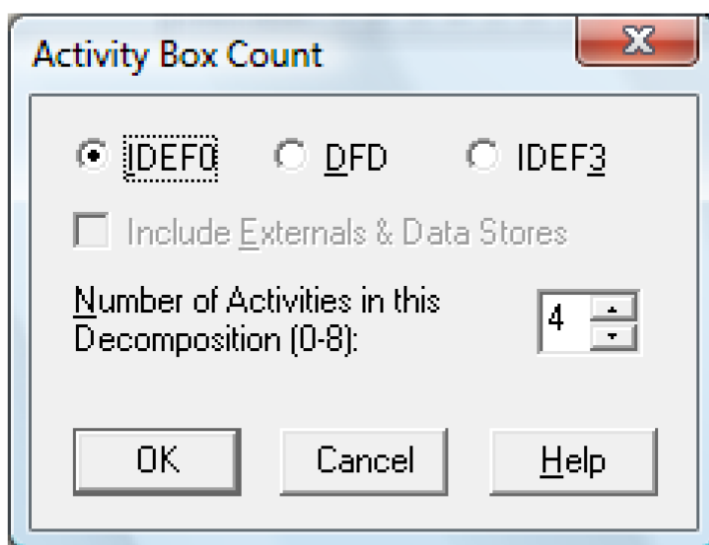 Activity Box Count
IDEF0 DFD IDEF3
Include Externals & Data Stores
Number of Activities in this
Decomposition (0-8):
4
OK Cancel Help